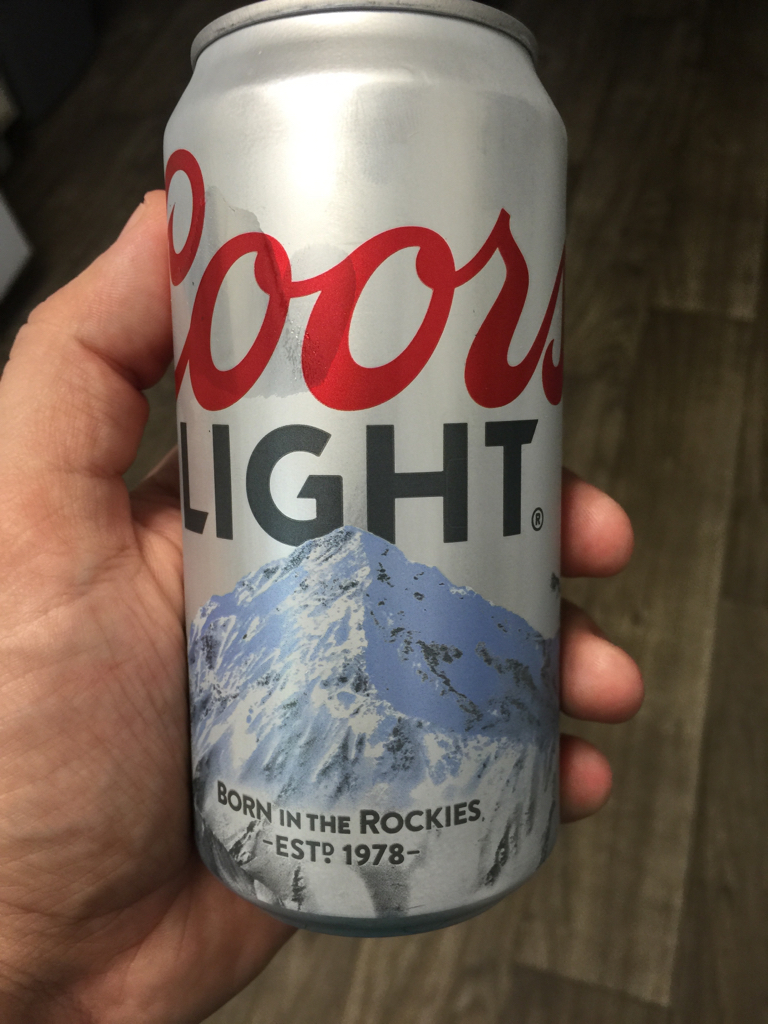 Coors
LIGHT®
BORN IN THE ROCKIES.
-ESTD 1978-